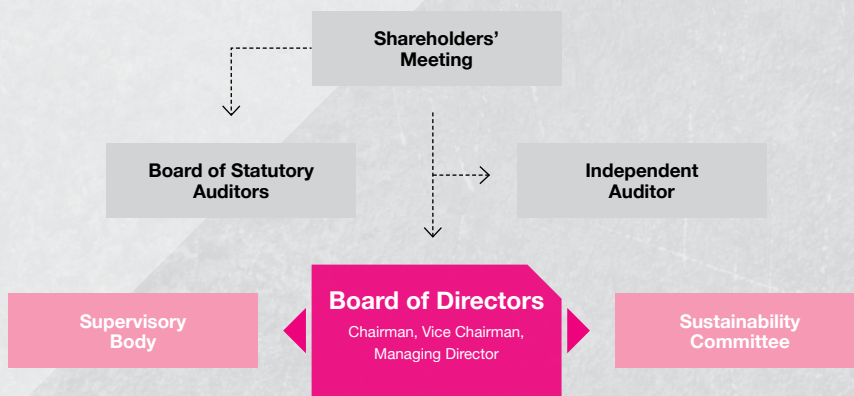 Shareholders’
Meeting
Board of Statutory
Auditors
Independent
Auditor
Board of Directors
Chairman, Vice Chairman,
Managing Director
Supervisory
Body
Sustainability
Committee